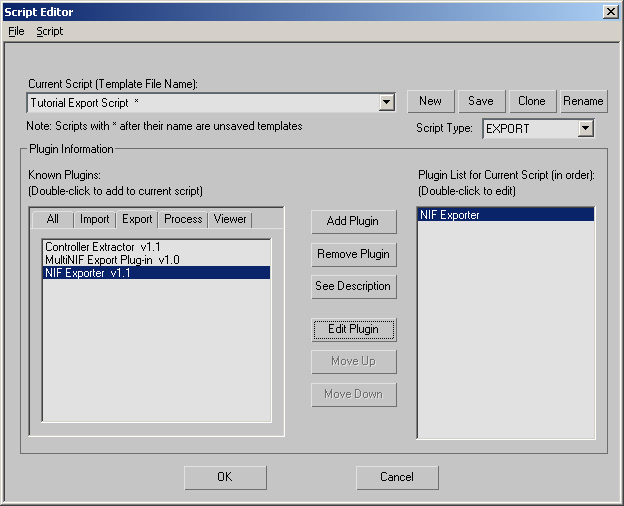 Script Editor
File Script
Current Script (Template File Name):
Tutorial Export Script *
New Save Clone Rename
Note: Scripts with * after their name are unsaved templates
Script Type: EXPORT
Plugin Information
Known Plugins:
(Double-click to add to current script)
Plugin List for Current Script (in order):
(Double-click to edit)
All Import Export Process Viewer
Controller Extractor v1.1
MultiNIF Export Plug-in v1.0
NIF Exporter v1.1
Add Plugin
Remove Plugin
See Description
Edit Plugin
Move Up
Move Down
NIF Exporter
OK Cancel